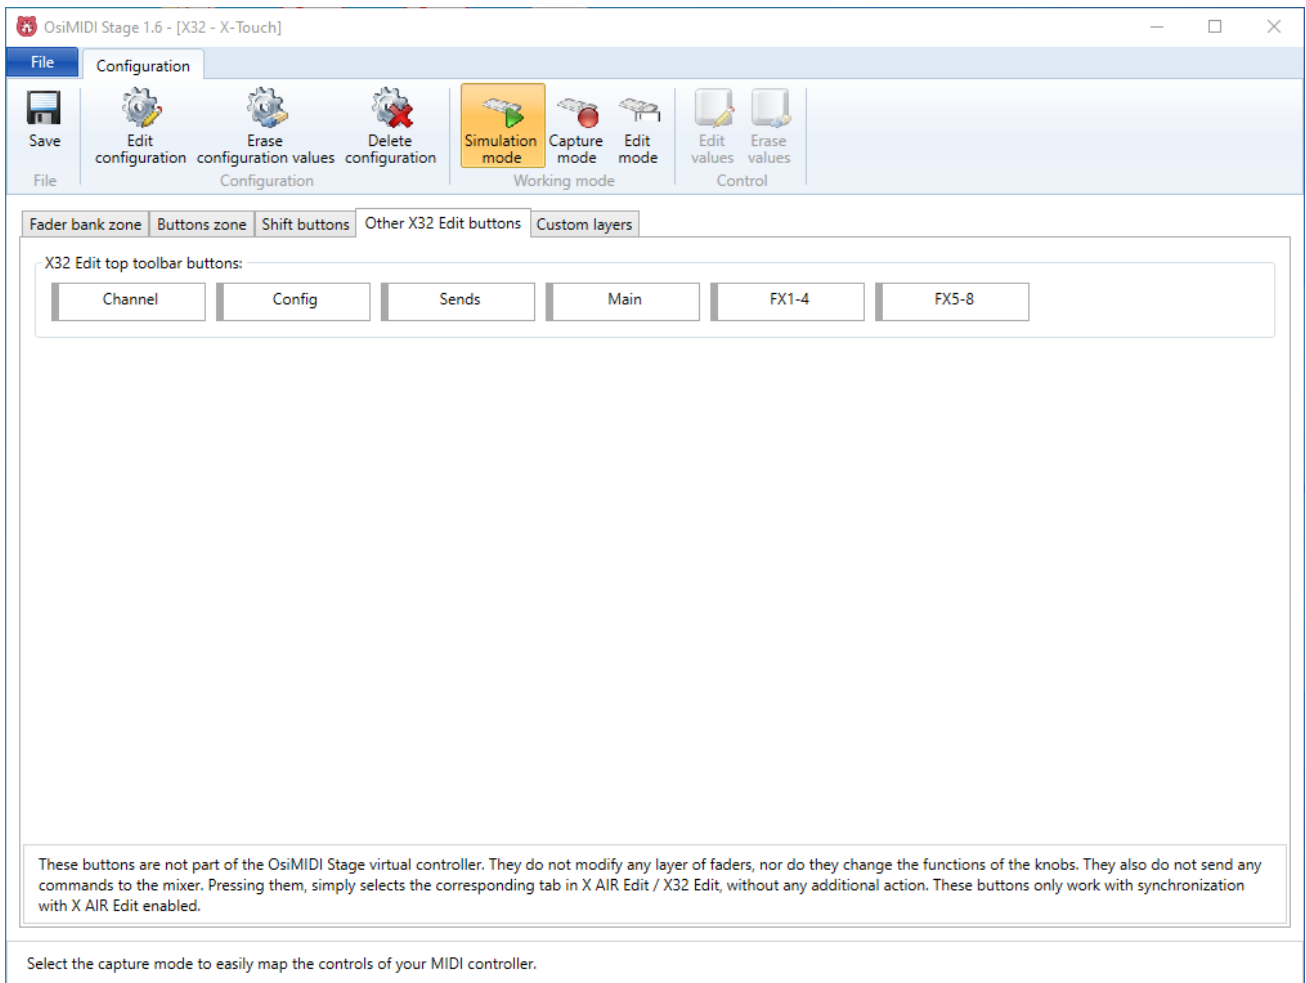 OsiMIDI Stage 1.6 - [X32 - X-Touch]
File
Configuration
Save
Edit configuration
Erase configuration values
Delete configuration
Simulation mode
Capture mode
Edit mode
Edit values
Erase values
File
Configuration
Working mode
Control
Fader bank zone
Buttons zone
Shift buttons
Other X32 Edit buttons
Custom layers
X32 Edit top toolbar buttons:
Channel
Config
Sends
Main
FX1-4
FX5-8
These buttons are not part of the OsiMIDI Stage virtual controller. They do not modify any layer of faders, nor do they change the functions of the knobs. They also do not send any
commands to the mixer. Pressing them, simply selects the corresponding tab in X AIR Edit / X32 Edit, without any additional action. These buttons only work with synchronization
with X AIR Edit enabled.
Select the capture mode to easily map the controls of your MIDI controller.